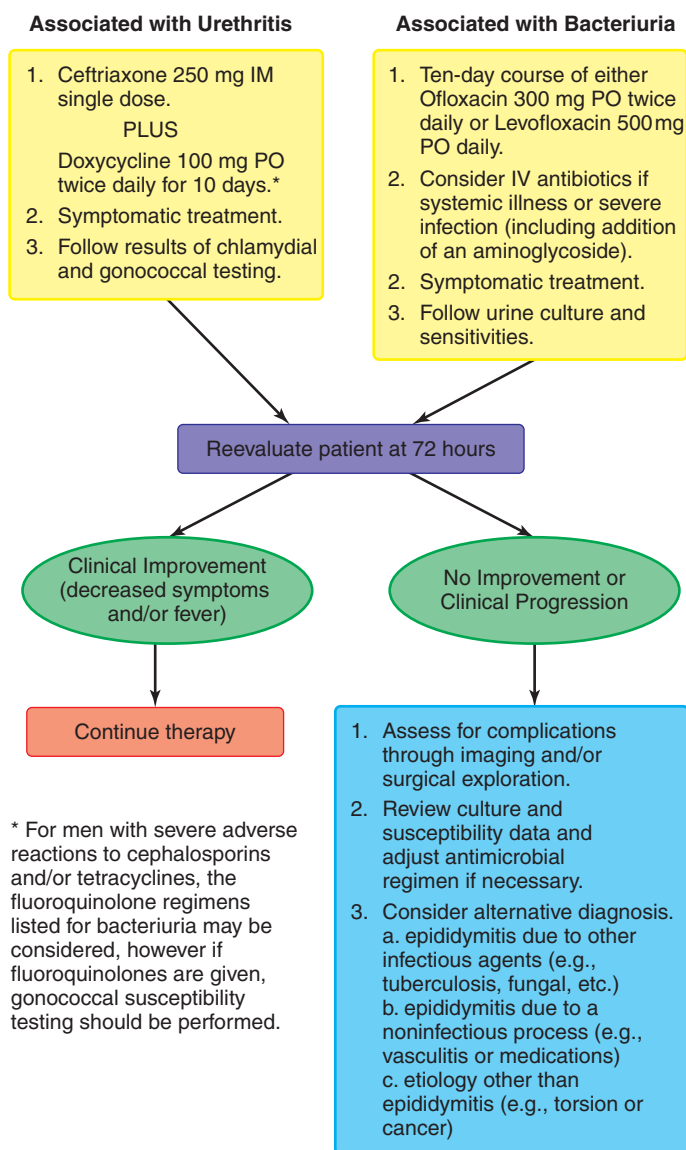 Associated with Urethritis
1. Ceftriaxone 250 mg IM
single dose.
PLUS
Doxycycline 100 mg PO
twice daily for 10 days.*
2. Symptomatic treatment.
3. Follow results of chlamydial
and gonococcal testing.
Associated with Bacteriuria
1. Ten-day course of either
Ofloxacin 300 mg PO twice
daily or Levofloxacin 500 mg
PO daily.
2. Consider IV antibiotics if
systemic illness or severe
infection (including addition
of an aminoglycoside).
2. Symptomatic treatment.
3. Follow urine culture and
sensitivities.
Reevaluate patient at 72 hours
Clinical Improvement
(decreased symptoms
and/or fever)
No Improvement or
Clinical Progression
Continue therapy
1. Assess for complications
through imaging and/or
surgical exploration.
2. Review culture and
susceptibility data and
adjust antimicrobial
regimen if necessary.
3. Consider alternative diagnosis.
a. epididymitis due to other
infectious agents (e.g.,
tuberculosis, fungal, etc.)
b. epididymitis due to a
noninfectious process (e.g.,
vasculitis or medications)
c. etiology other than
epididymitis (e.g., torsion or
cancer)
* For men with severe adverse
reactions to cephalosporins
and/or tetracyclines, the
fluoroquinolone regimens
listed for bacteriuria may be
considered, however if
fluoroquinolones are given,
gonococcal susceptibility
testing should be performed.